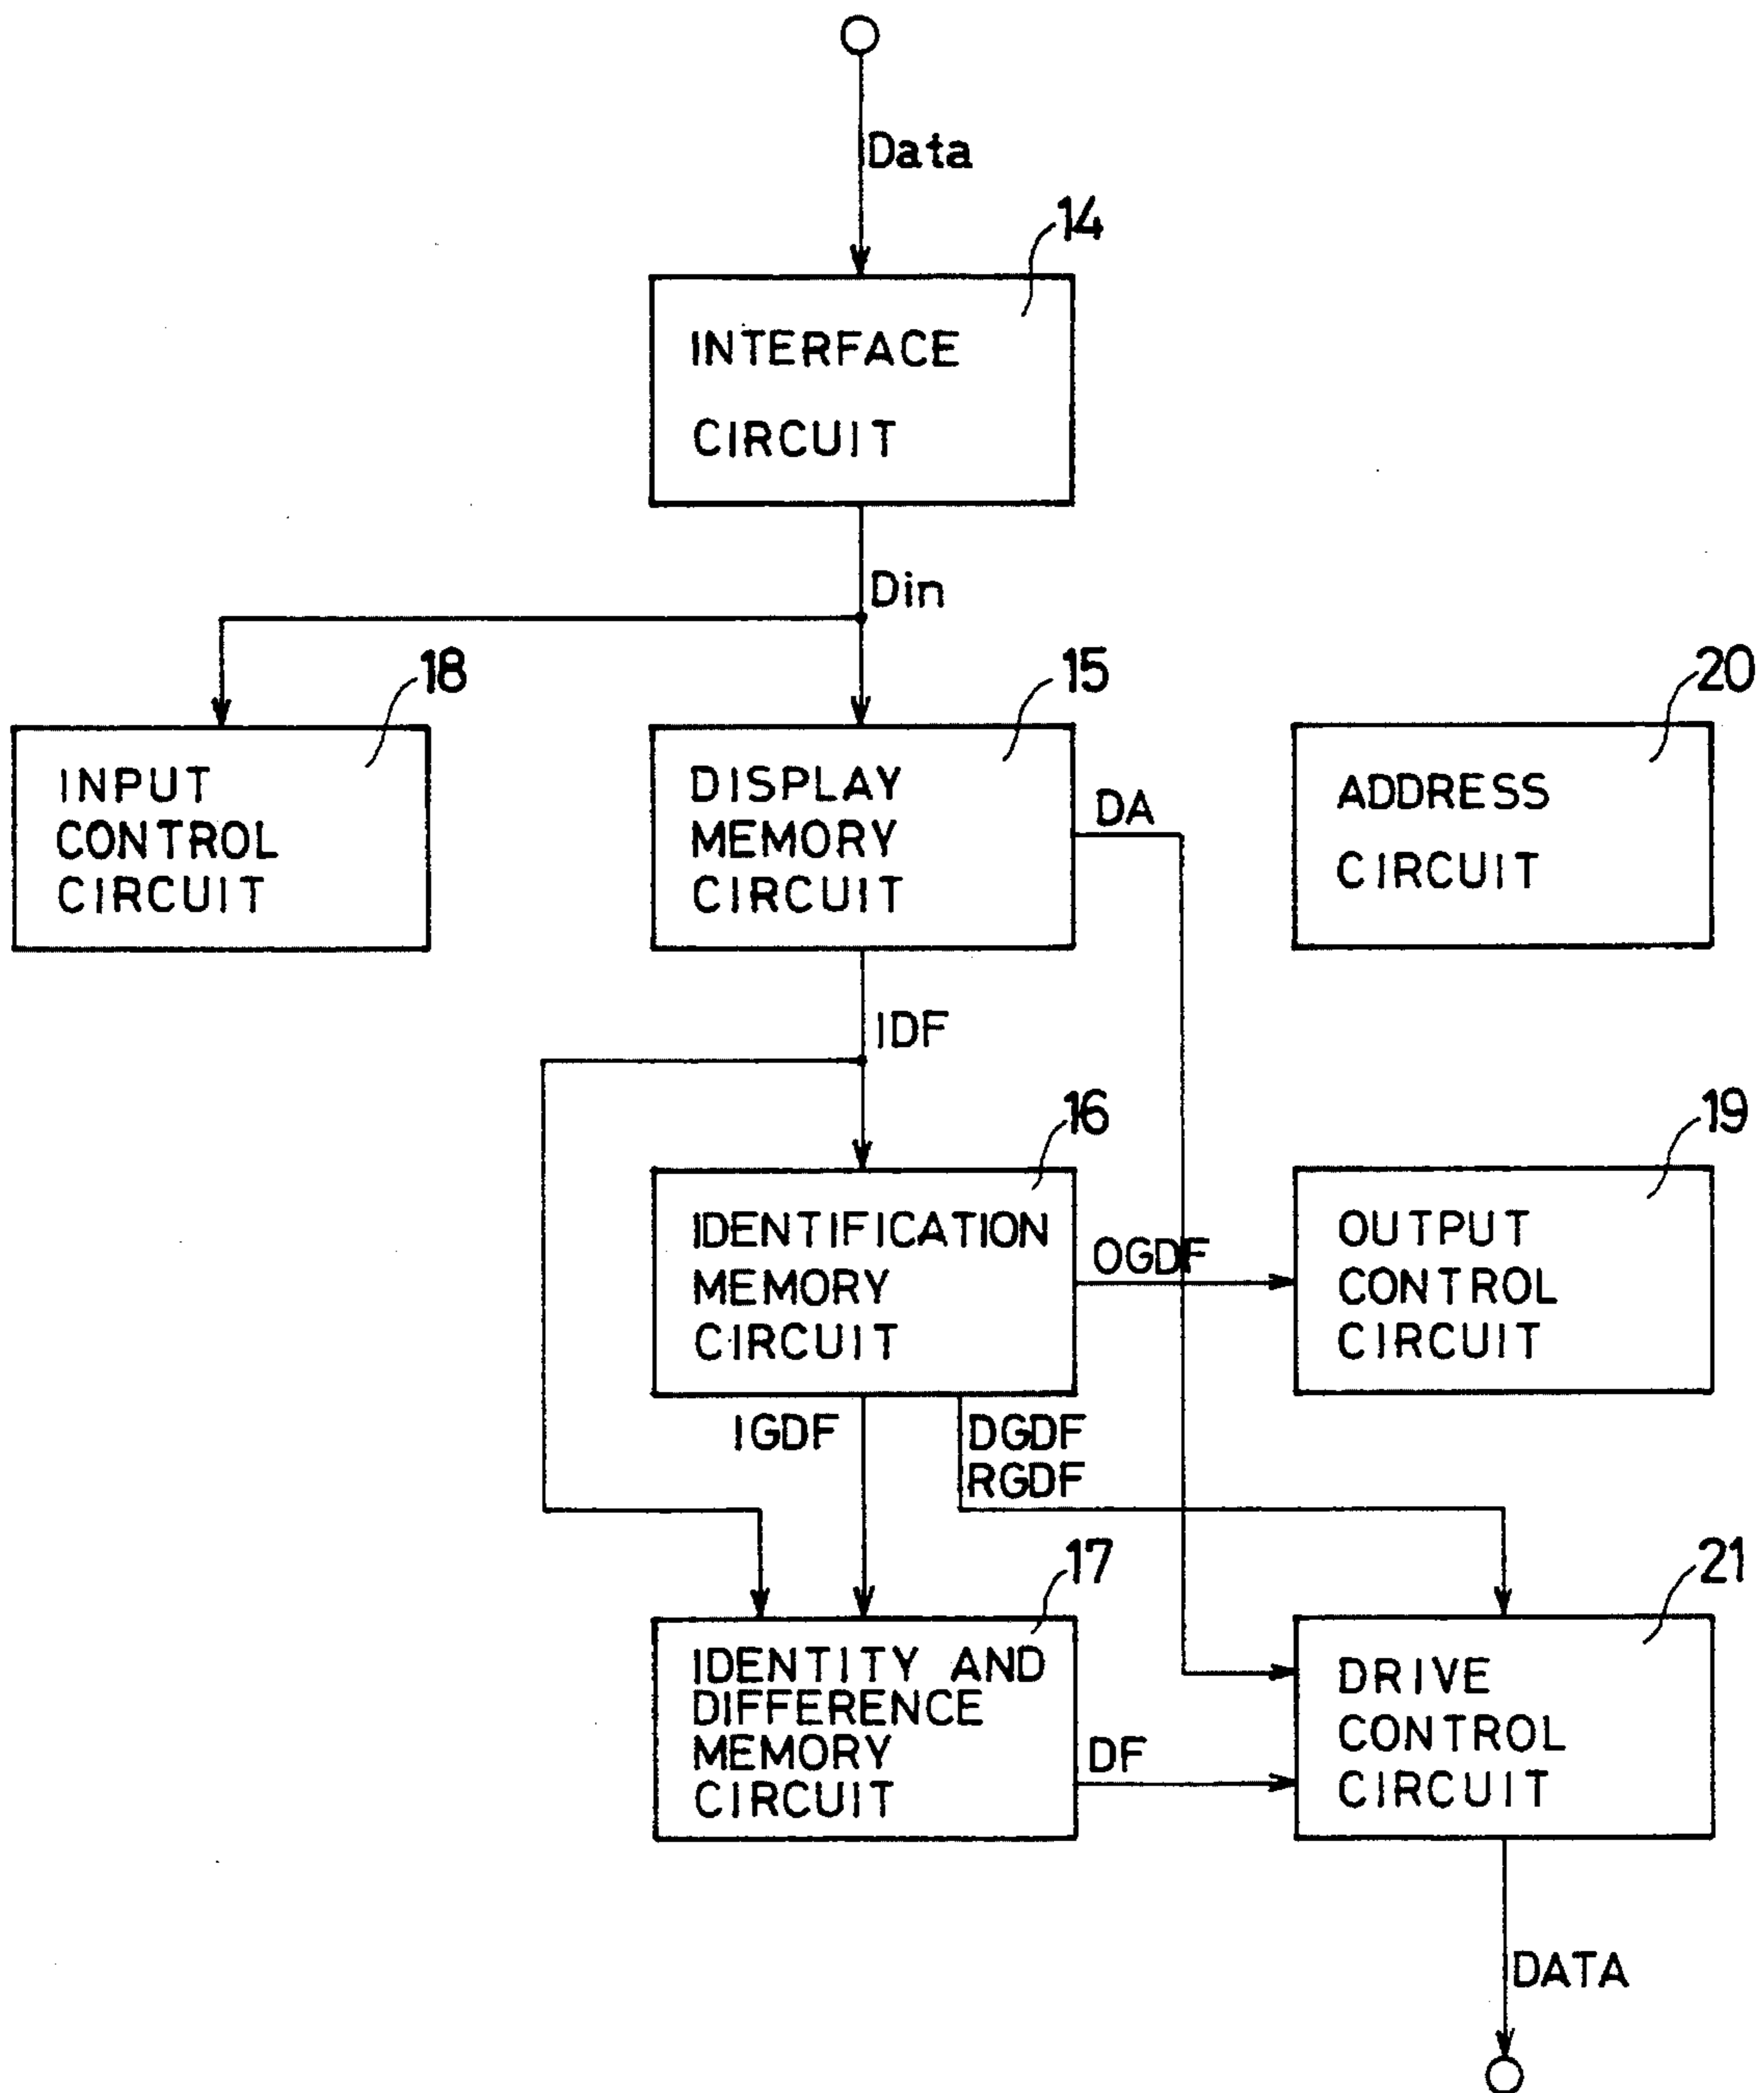 Data
14
INTERFACE
CIRCUIT
Din
18
INPUT
CONTROL
CIRCUIT
15
DISPLAY
MEMORY
CIRCUIT
DA
20
ADDRESS
CIRCUIT
IDF
16
IDENTIFICATION
MEMORY
CIRCUIT
OGDF
19
OUTPUT
CONTROL
CIRCUIT
IGDF
DGDF
RGDF
17
IDENTITY AND
DIFFERENCE
MEMORY
CIRCUIT
DF
21
DRIVE
CONTROL
CIRCUIT
DATA